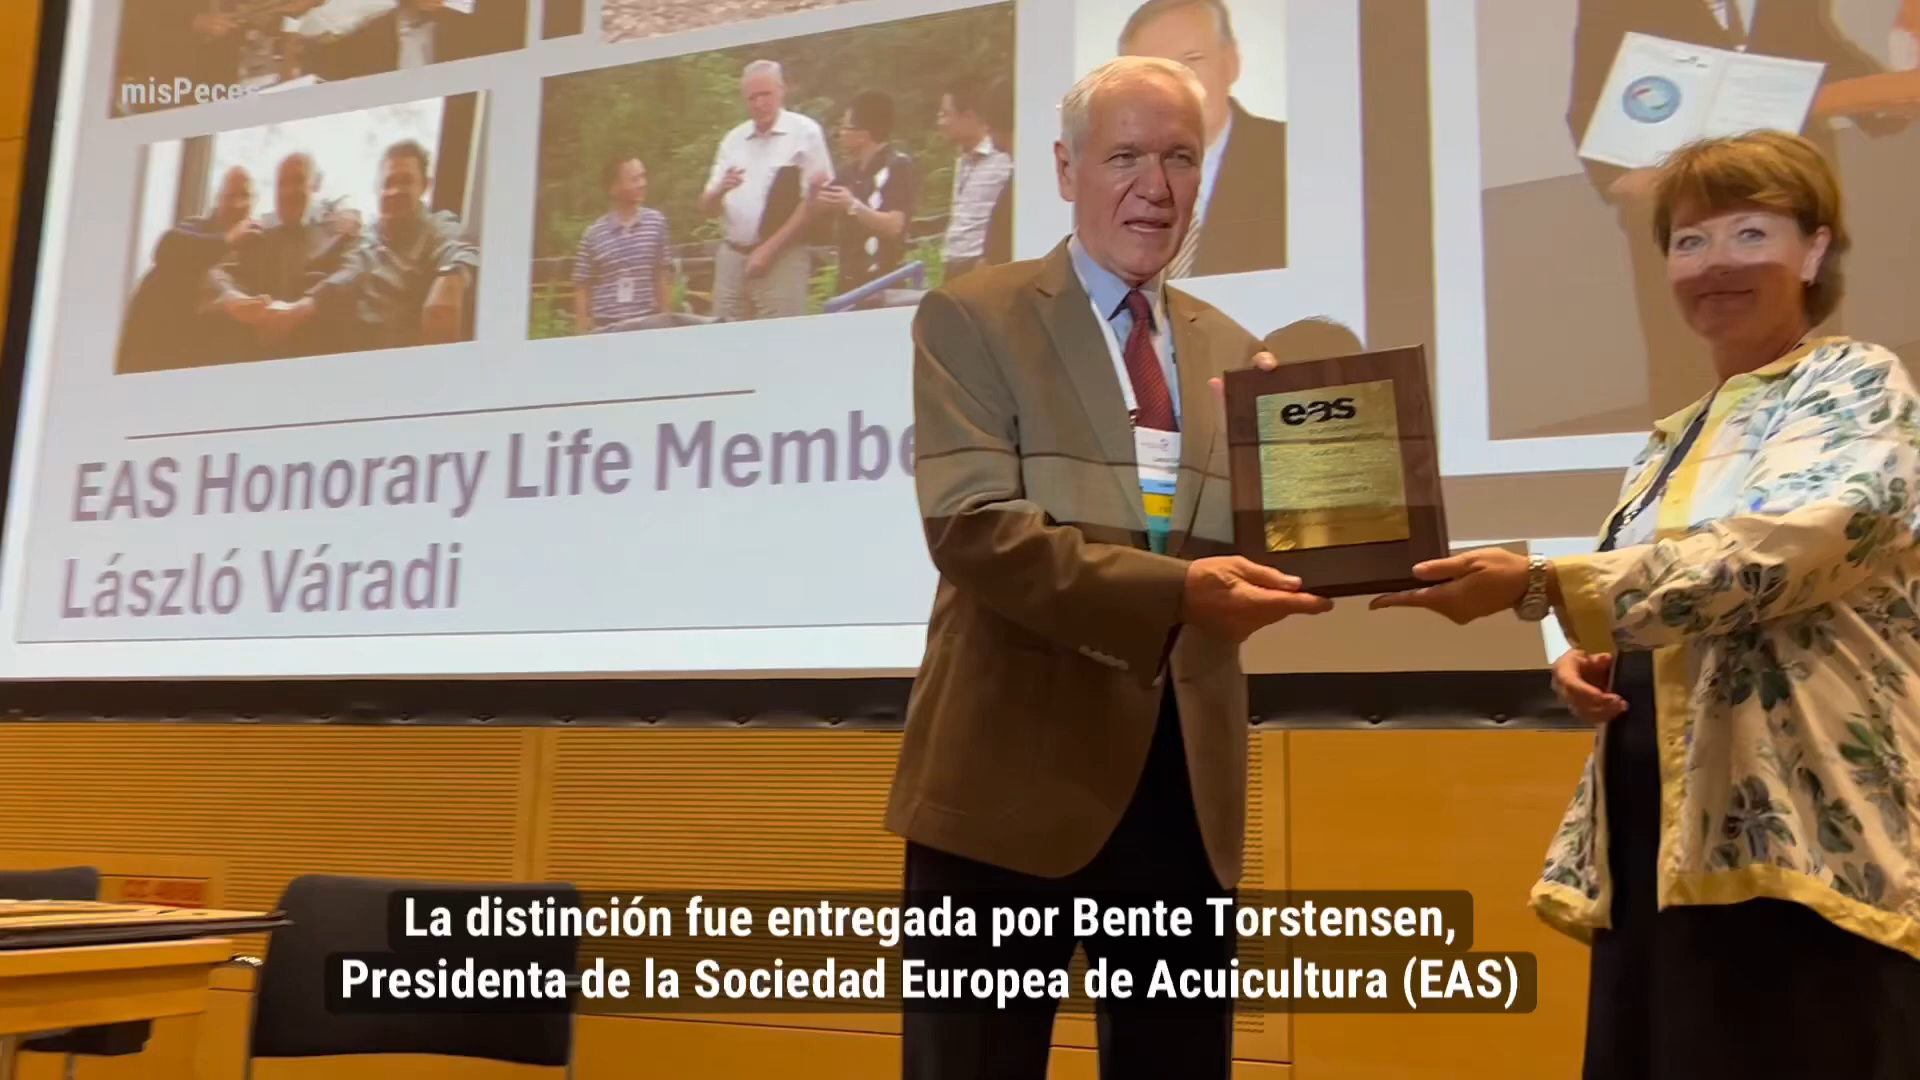 misPeces
EAS Honorary Life Membe
László Váradi
eas
La distinción fue entregada por Bente Torstensen,
Presidenta de la Sociedad Europea de Acuicultura (EAS)